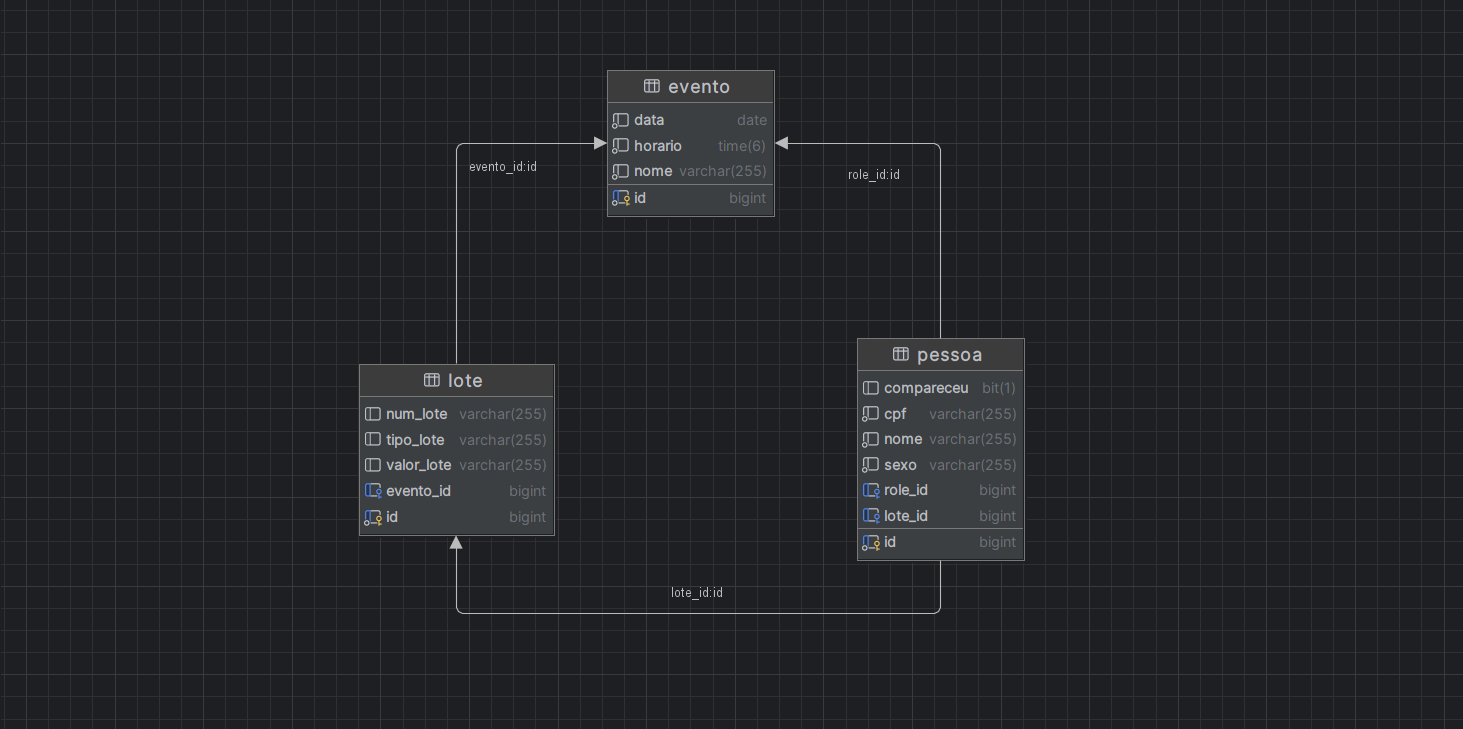 evento
data date
horario time(6)
nome varchar(255)
id bigint
evento_id:id
role_id:id
lote
num_lote varchar(255)
tipo_lote varchar(255)
valor_lote varchar(255)
evento_id bigint
id bigint
pessoa
compareceu bit(1)
cpf varchar(255)
nome varchar(255)
sexo varchar(255)
role_id bigint
lote_id bigint
id bigint
lote_id:id